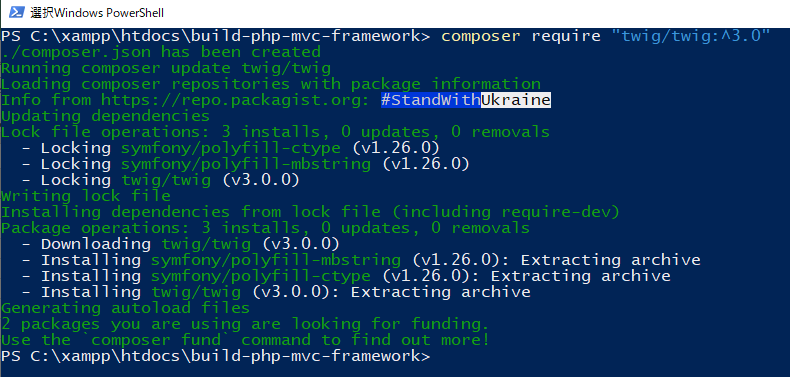 選択Windows PowerShell
PS C:\xampp\htdocs\build-php-mvc-framework> composer require "twig/twig:^3.0"
./composer.json has been created
Running composer update twig/twig
Loading composer repositories with package information
Info from https://repo.packagist.org: #StandWithUkraine
Updating dependencies
Lock file operations: 3 installs, 0 updates, 0 removals
  - Locking symfony/polyfill-ctype (v1.26.0)
  - Locking symfony/polyfill-mbstring (v1.26.0)
  - Locking twig/twig (v3.0.0)
Writing lock file
Installing dependencies from lock file (including require-dev)
Package operations: 3 installs, 0 updates, 0 removals
  - Downloading twig/twig (v3.0.0)
  - Installing symfony/polyfill-mbstring (v1.26.0): Extracting archive
  - Installing symfony/polyfill-ctype (v1.26.0): Extracting archive
  - Installing twig/twig (v3.0.0): Extracting archive
Generating autoload files
2 packages you are using are looking for funding.
Use the `composer fund` command to find out more!
PS C:\xampp\htdocs\build-php-mvc-framework>